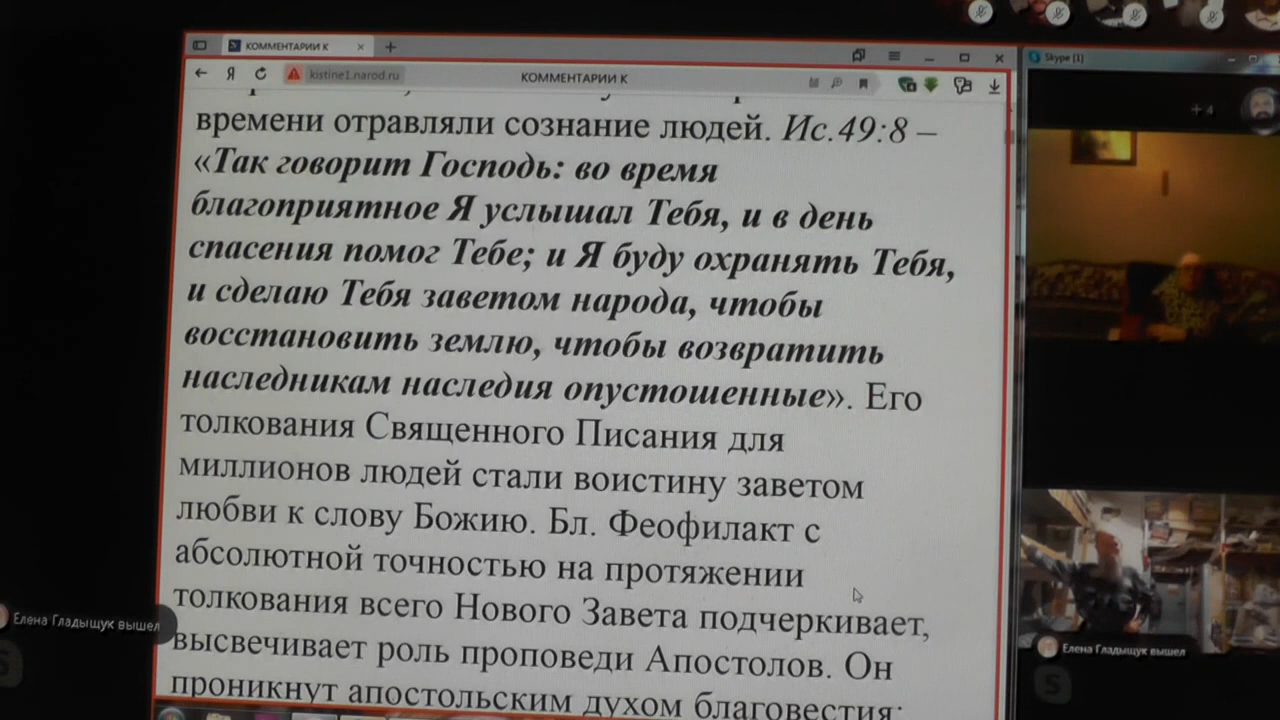 КОММЕНТАРИИ К
Skype [1]
kistine1.narod.ru
КОММЕНТАРИИ К
+4
времени отравляли сознание людей. Ис.49:8 –
«Так говорит Господь: во время
благоприятное Я услышал Тебя, и в день
спасения помог Тебе; и Я буду охранять Тебя,
и сделаю Тебя заветом народа, чтобы
восстановить землю, чтобы возвратить
наследникам наследия опустошенные». Его
толкования Священного Писания для
миллионов людей стали воистину заветом
любви к слову Божию. Бл. Феофилакт с
абсолютной точностью на протяжении
толкования всего Нового Завета подчеркивает,
высвечивает роль проповеди Апостолов. Он
проникнут апостольским духом благовестия;
Елена Гладыщук вышел
Елена Гладыщук вышел